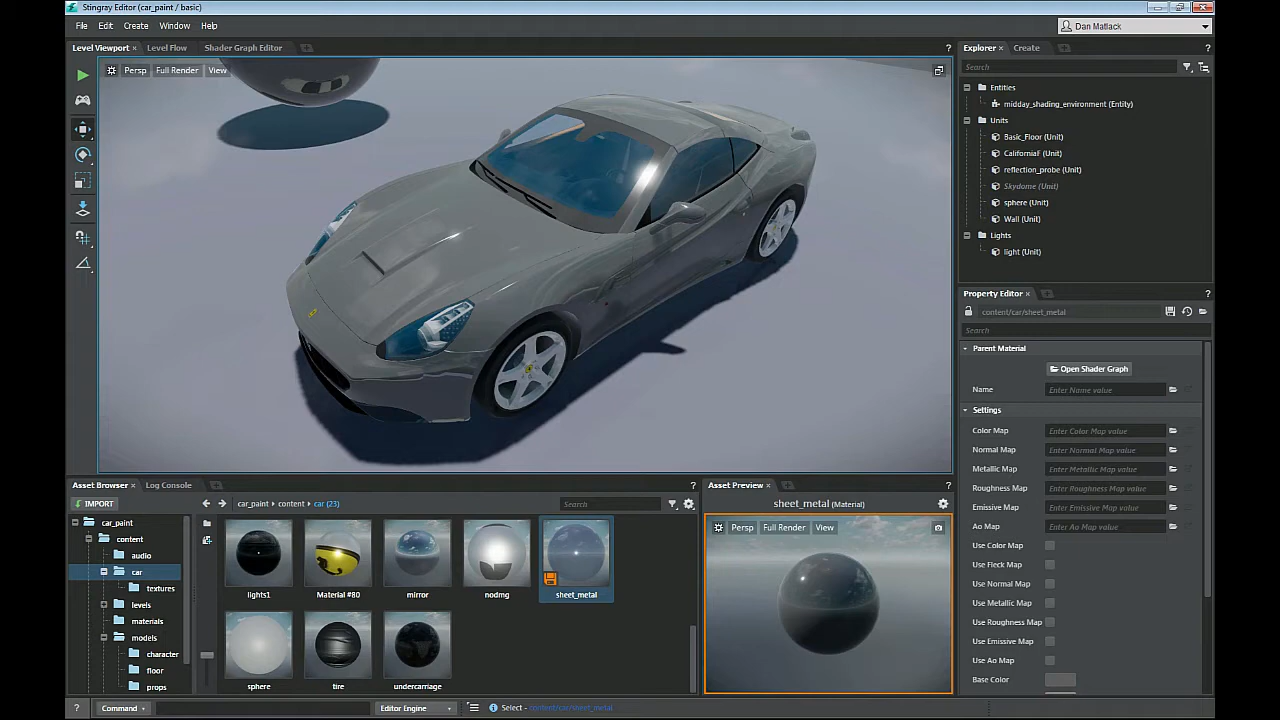 Stingray Editor (car_paint / basic)
File Edit Create Window Help
Dan Matlack
Level Viewport Level Flow Shader Graph Editor
?
Persp Full Render View
Explorer Create
?
Search
Entities
midday_shading_environment (Entity)
Units
Basic_Floor (Unit)
CaliforniaF (Unit)
reflection_probe (Unit)
Skydome (Unit)
sphere (Unit)
Wall (Unit)
Lights
light (Unit)
Property Editor
?
content/car/sheet_metal
Search
Parent Material
Open Shader Graph
Name Enter Name value
Settings
Color Map Enter Color Map value
Normal Map Enter Normal Map value
Metallic Map Enter Metallic Map value
Roughness Map Enter Roughness Map value
Emissive Map Enter Emissive Map value
Ao Map Enter Ao Map value
Use Color Map
Use Fleck Map
Use Normal Map
Use Metallic Map
Use Roughness Map
Use Emissive Map
Use Ao Map
Base Color
Asset Browser Log Console
?
IMPORT
car_paint content car (23)
Search
car_paint
content
audio
car
textures
levels
materials
models
character
floor
props
lights1
Material #80
mirror
nodmg
sheet_metal
sphere
tire
undercarriage
Asset Preview
?
sheet_metal (Material)
Persp Full Render View
?
Command
Editor Engine
Select - content/car/sheet_metal